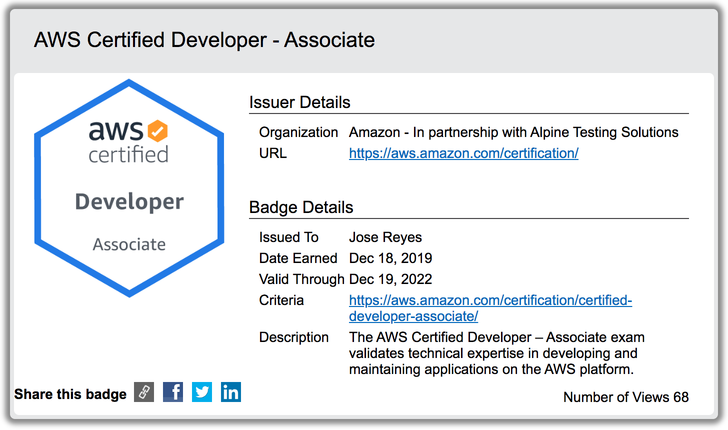 AWS Certified Developer - Associate
aws
certified
Developer
Associate
Issuer Details
Organization Amazon - In partnership with Alpine Testing Solutions
URL https://aws.amazon.com/certification/
Badge Details
Issued To Jose Reyes
Date Earned Dec 18, 2019
Valid Through Dec 19, 2022
Criteria https://aws.amazon.com/certification/certified-
developer-associate/
Description The AWS Certified Developer – Associate exam
validates technical expertise in developing and
maintaining applications on the AWS platform.
Share this badge f in
Number of Views 68